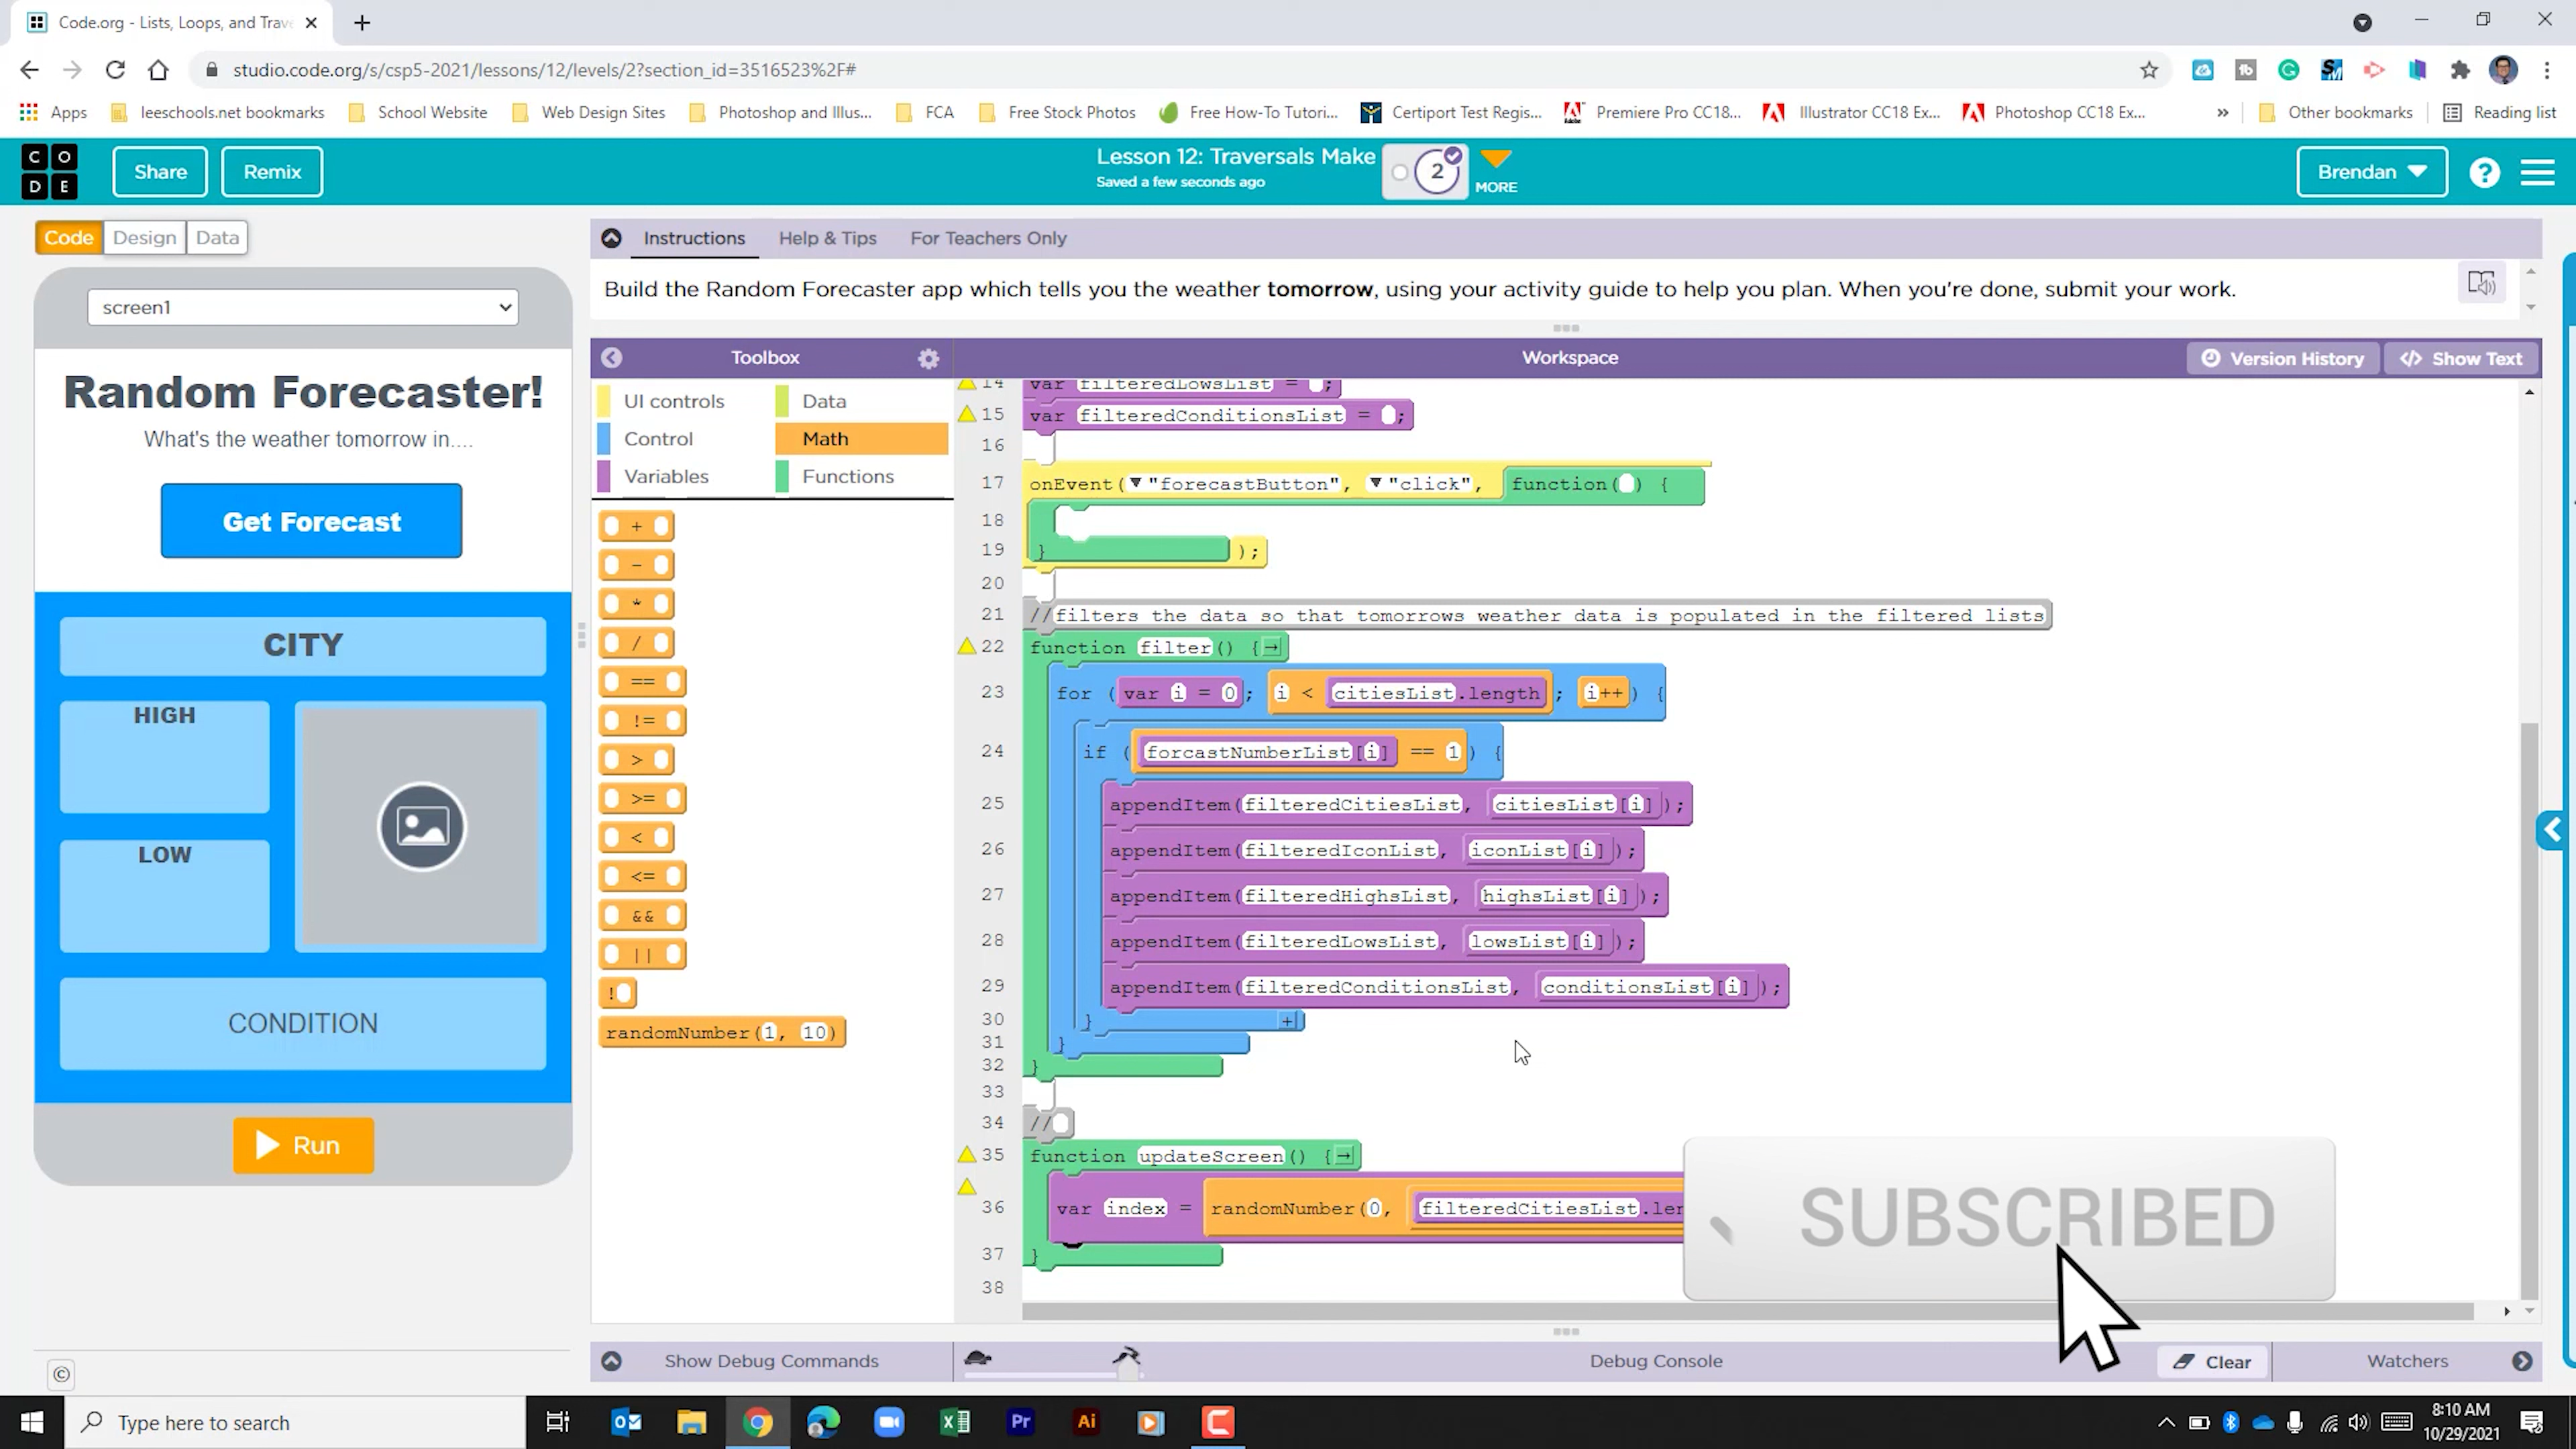 Code.org - Lists, Loops, and Trave
studio.code.org/s/csp5-2021/lessons/12/levels/2?section_id=3516523%2F#
Apps leeschools.net bookmarks School Website Web Design Sites Photoshop and Illus... FCA Free Stock Photos Free How-To Tutori... Certiport Test Regis... Premiere Pro CC18... Illustrator CC18 Ex... Photoshop CC18 Ex... » Other bookmarks Reading list
CODE
Share Remix Lesson 12: Traversals Make 2 MORE Brendan ?
Saved a few seconds ago
Code Design Data
Instructions Help & Tips For Teachers Only
screen1
Build the Random Forecaster app which tells you the weather tomorrow, using your activity guide to help you plan. When you're done, submit your work.
Random Forecaster!
What's the weather tomorrow in....
Get Forecast
CITY
HIGH
LOW
CONDITION
Run
Toolbox
UI controls Data
Control Math
Variables Functions
+
-
*
/
==
!=
>
>=
<
<=
&&
||
!
randomNumber(1, 10)
Workspace Version History Show Text
14 var filteredLowsList = ;
15 var filteredConditionsList = ;
16
17 onEvent("forecastButton", "click", function() {
18
19 });
20
21 //filters the data so that tomorrows weather data is populated in the filtered lists
22 function filter() {
23 for (var i = 0; i < citiesList.length; i++) {
24 if (forcastNumberList[i] == 1) {
25 appendItem(filteredCitiesList, citiesList[i]);
26 appendItem(filteredIconList, iconList[i]);
27 appendItem(filteredHighsList, highsList[i]);
28 appendItem(filteredLowsList, lowsList[i]);
29 appendItem(filteredConditionsList, conditionsList[i]);
30 } +
31 }
32 }
33
34 //
35 function updateScreen() {
36 var index = randomNumber(0, filteredCitiesList.len
37 }
38
SUBSCRIBED
Show Debug Commands Debug Console Clear Watchers
©
Type here to search
Pr Ai
8:10 AM
10/29/2021